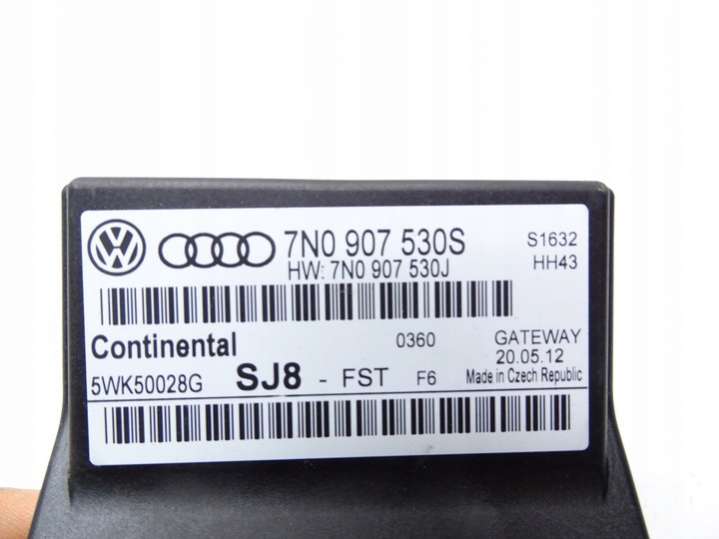 7N0 907 530S S1632
HW: 7N0 907 530J HH43
Continental 0360 GATEWAY
20.05.12
5WK50028G SJ8 - FST F6 Made in Czech Republic